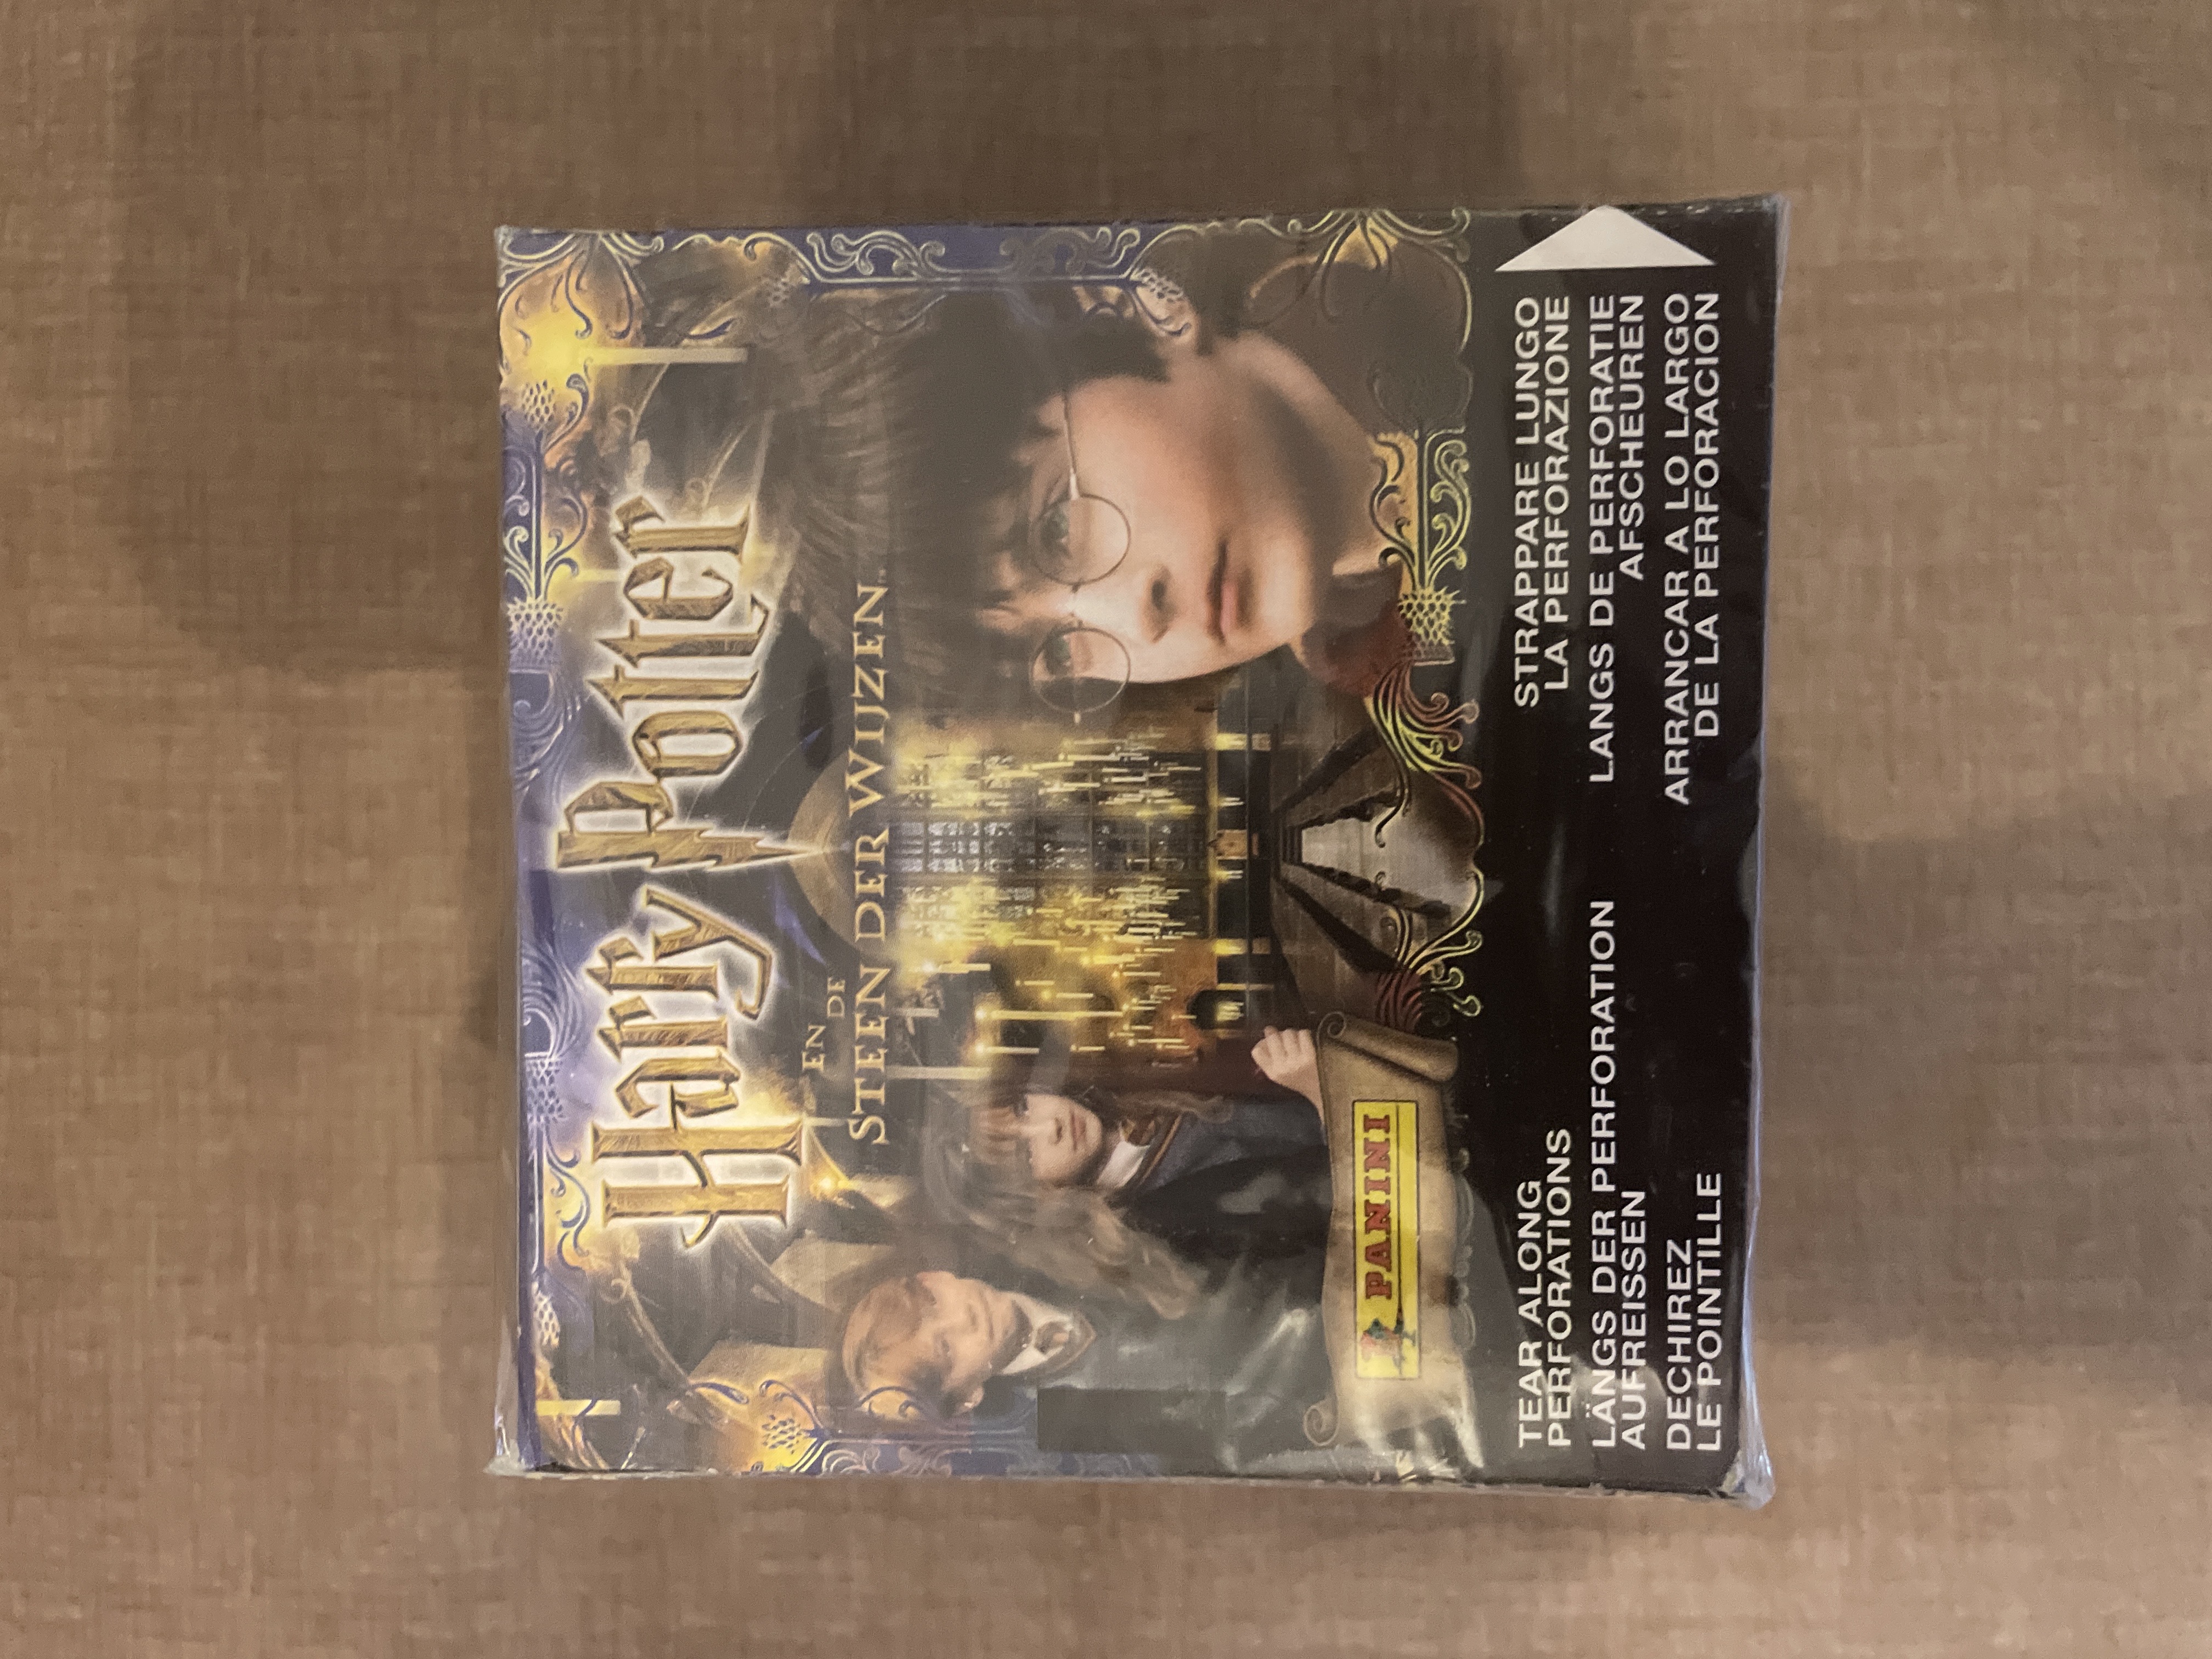 Harry Potter
EN
DE
STEEN DER WIJZEN
PANINI
TEAR ALONG
PERFORATIONS
LÄNGS DER PERFORATION
AUFREISSEN
DECHIREZ
LE POINTILLE
STRAPPARE LUNGO
LA PERFORAZIONE
LANGS DE PERFORATIE
AFSCHEUREN
ARRANCAR A LO LARGO
DE LA PERFORACION